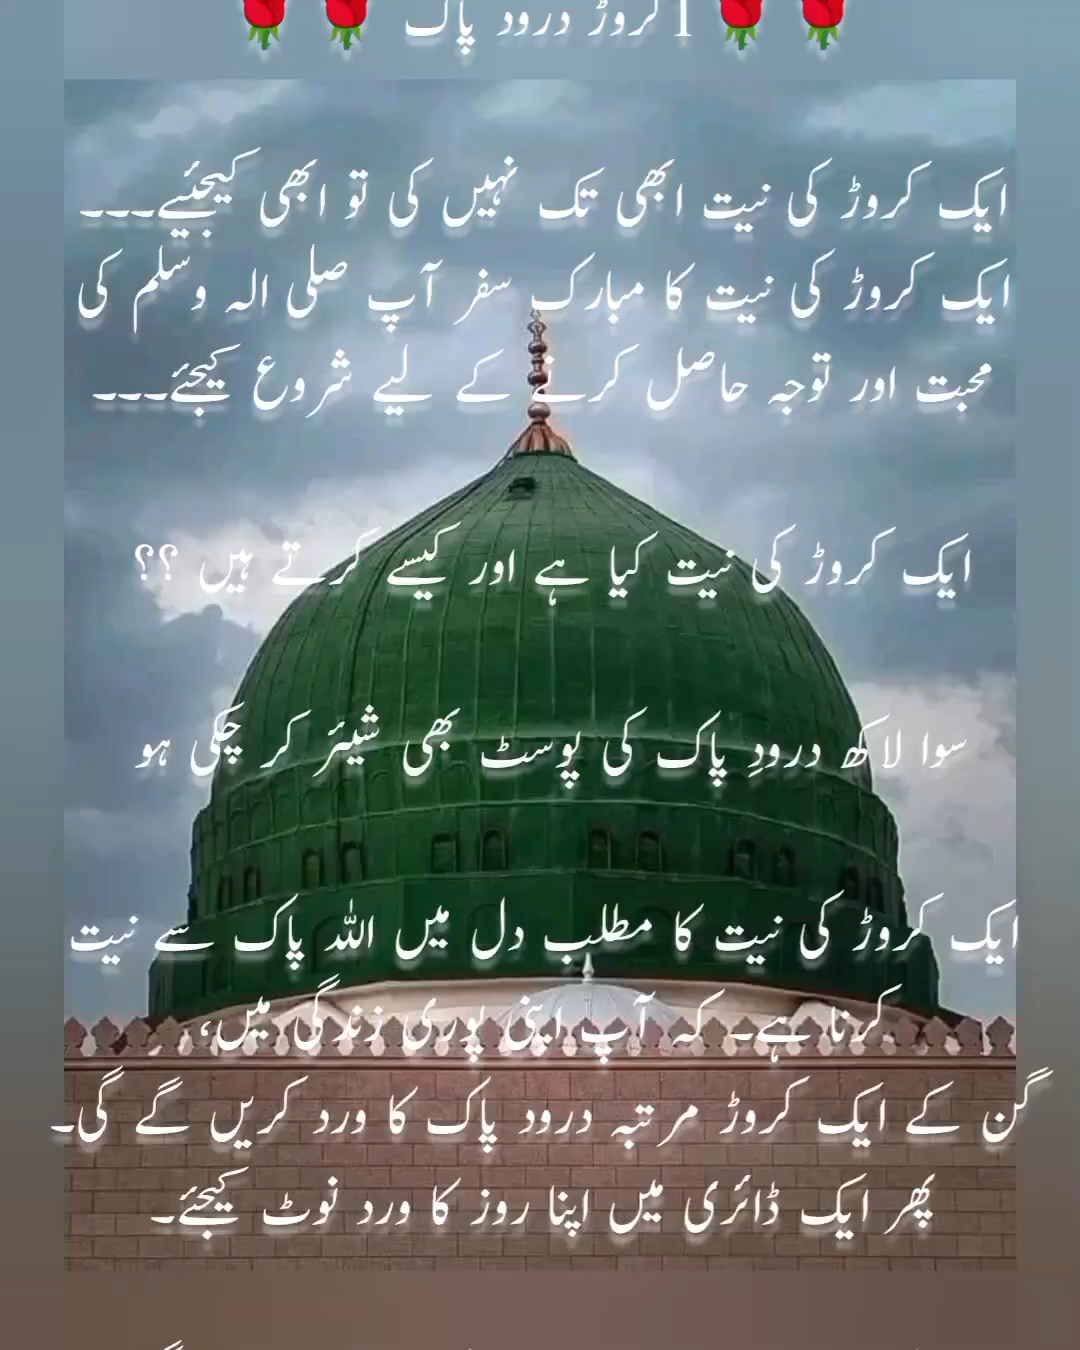 🌹🌹 1 کروڑ درود پاک 🌹🌹
ایک کروڑ کی نیت ابھی تک نہیں کی تو ابھی کیجئیے۔۔۔
ایک کروڑ کی نیت کا مبارک سفر آپ صلی الہ وسلم کی
محبت اور توجہ حاصل کرنے کے لیے شروع کیجئے۔۔۔
ایک کروڑ کی نیت کیا ہے اور کیسے کرتے ہیں ؟؟
سوا لاکھ درودِ پاک کی پوسٹ بھی شیئر کر چکی ہو
ایک کروڑ کی نیت کا مطلب دل میں اللہ پاک سے نیت
کرنا ہے۔ کہ آپ اپنی پوری زندگی میں،
گن کے ایک کروڑ مرتبہ درود پاک کا ورد کریں گے گی۔
پھر ایک ڈائری میں اپنا روز کا ورد نوٹ کیجئے۔